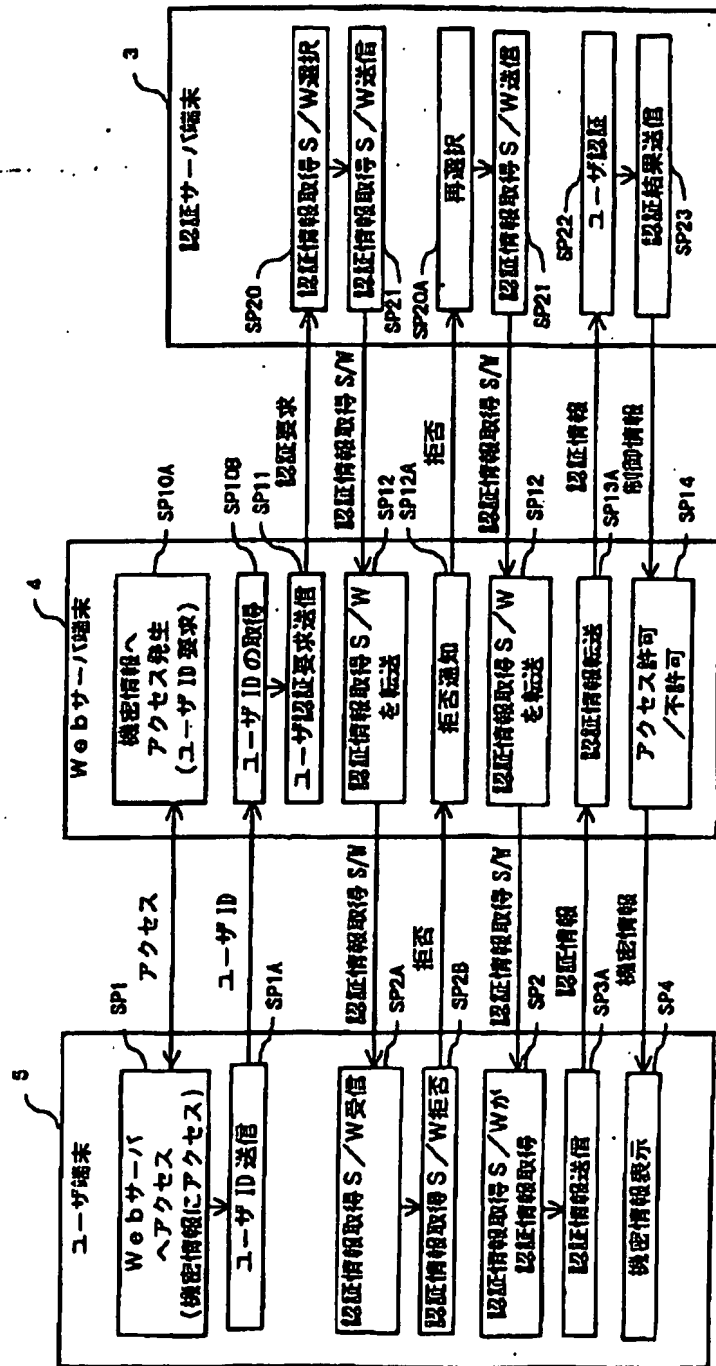 5
ユーザ端末
SP1
Webサーバ
へアクセス
(機密情報にアクセス)
ユーザID送信
SP1A
認証情報取得S/W受信
SP2A
認証情報取得S/W拒否
SP2B
認証情報取得S/Wが
認証情報取得
SP2
認証情報送信
SP3A
機密情報表示
SP4
アクセス
ユーザID
認証情報取得S/W
拒否
認証情報取得S/W
認証情報
機密情報
4
Webサーバ端末
機密情報へ
アクセス発生
(ユーザID要求)
SP10A
ユーザIDの取得
SP10B
ユーザ認証要求送信
SP11
認証情報取得S/W
を転送
SP12
拒否通知
SP12A
認証情報取得S/W
を転送
SP12
認証情報転送
SP13A
アクセス許可
/不許可
SP14
認証要求
認証情報取得S/W
拒否
認証情報取得S/W
認証情報
制御情報
3
認証サーバ端末
SP20
認証情報取得S/W選択
認証情報取得S/W送信
SP21
SP20A
再選択
認証情報取得S/W送信
SP21
SP22
ユーザ認証
認証結果送信
SP23